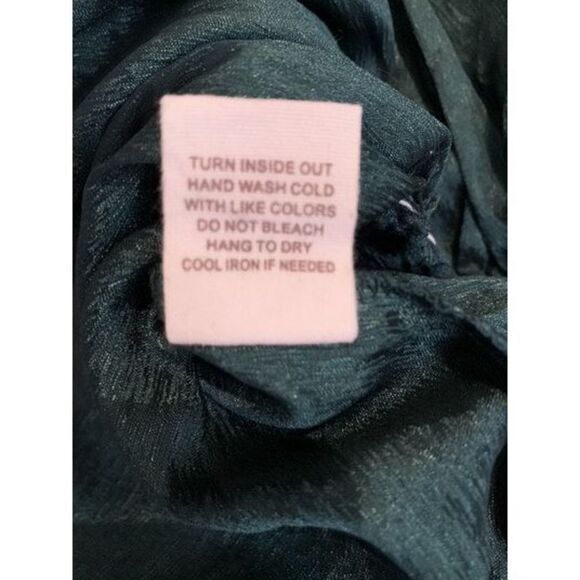 TURN INSIDE OUT
HAND WASH COLD
WITH LIKE COLORS
DO NOT BLEACH
HANG TO DRY
COOL IRON IF NEEDED